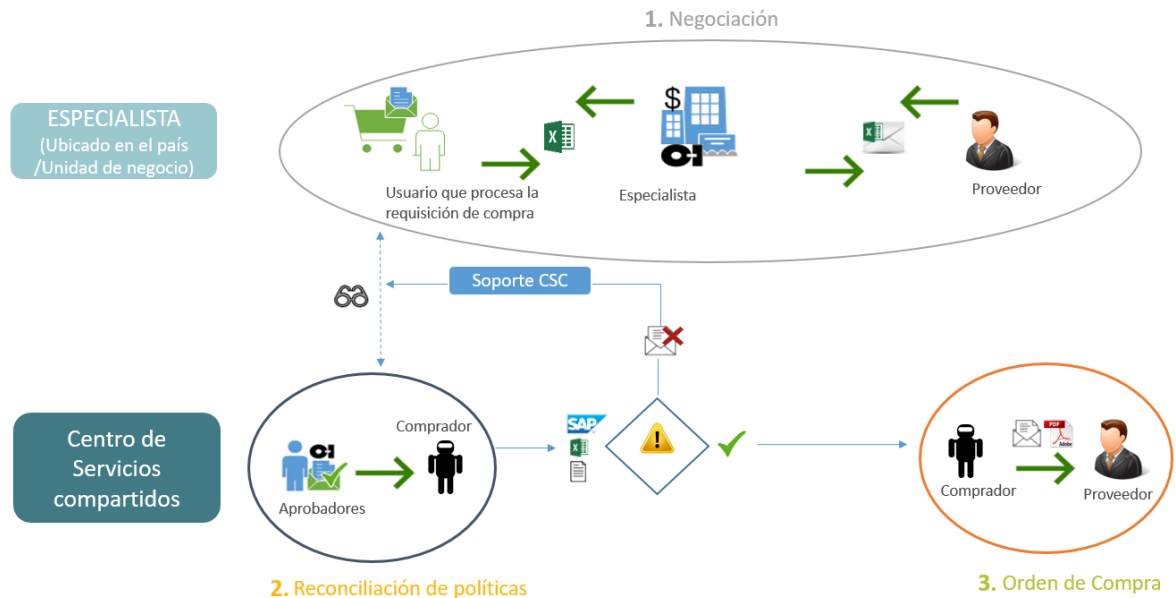 1. Negociación
ESPECIALISTA
(Ubicado en el país
/Unidad de negocio)
$
X
X
Usuario que procesa la
requisición de compra
Especialista
Proveedor
Soporte CSC
Centro de
Servicios
compartidos
Aprobadores
Comprador
SAP
X
Comprador
PDF
Adobe
Proveedor
2. Reconciliación de políticas
3. Orden de Compra